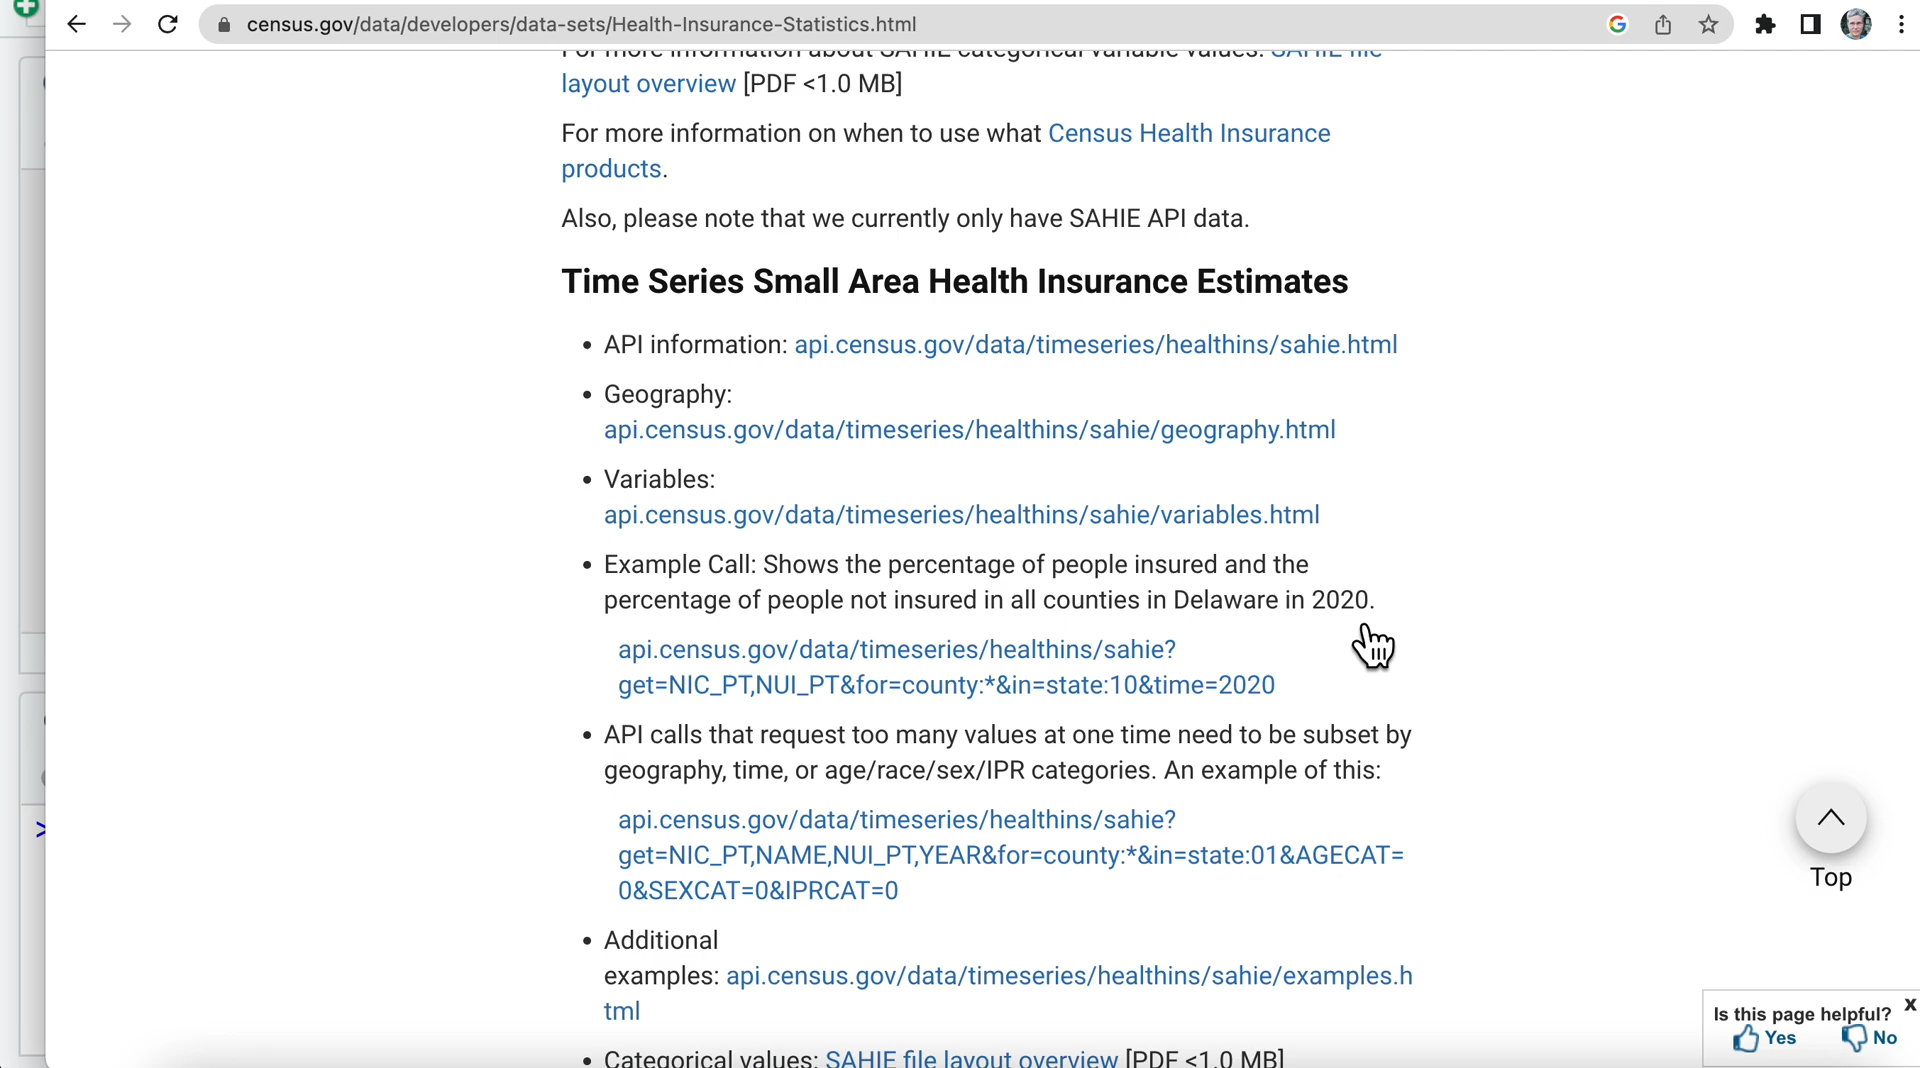 census.gov/data/developers/data-sets/Health-Insurance-Statistics.html
For more information about SAHIE categorical variable values: SAHIE file
layout overview [PDF <1.0 MB]
For more information on when to use what Census Health Insurance
products.
Also, please note that we currently only have SAHIE API data.
Time Series Small Area Health Insurance Estimates
• API information: api.census.gov/data/timeseries/healthins/sahie.html
• Geography:
api.census.gov/data/timeseries/healthins/sahie/geography.html
• Variables:
api.census.gov/data/timeseries/healthins/sahie/variables.html
• Example Call: Shows the percentage of people insured and the
percentage of people not insured in all counties in Delaware in 2020.
api.census.gov/data/timeseries/healthins/sahie?
get=NIC_PT,NUI_PT&for=county:*&in=state:10&time=2020
• API calls that request too many values at one time need to be subset by
geography, time, or age/race/sex/IPR categories. An example of this:
api.census.gov/data/timeseries/healthins/sahie?
get=NIC_PT,NAME,NUI_PT,YEAR&for=county:*&in=state:01&AGECAT=
0&SEXCAT=0&IPRCAT=0
• Additional
examples: api.census.gov/data/timeseries/healthins/sahie/examples.h
tml
• Categorical values: SAHIE file layout overview [PDF <1.0 MB]
Top
Is this page helpful? x
Yes No
>